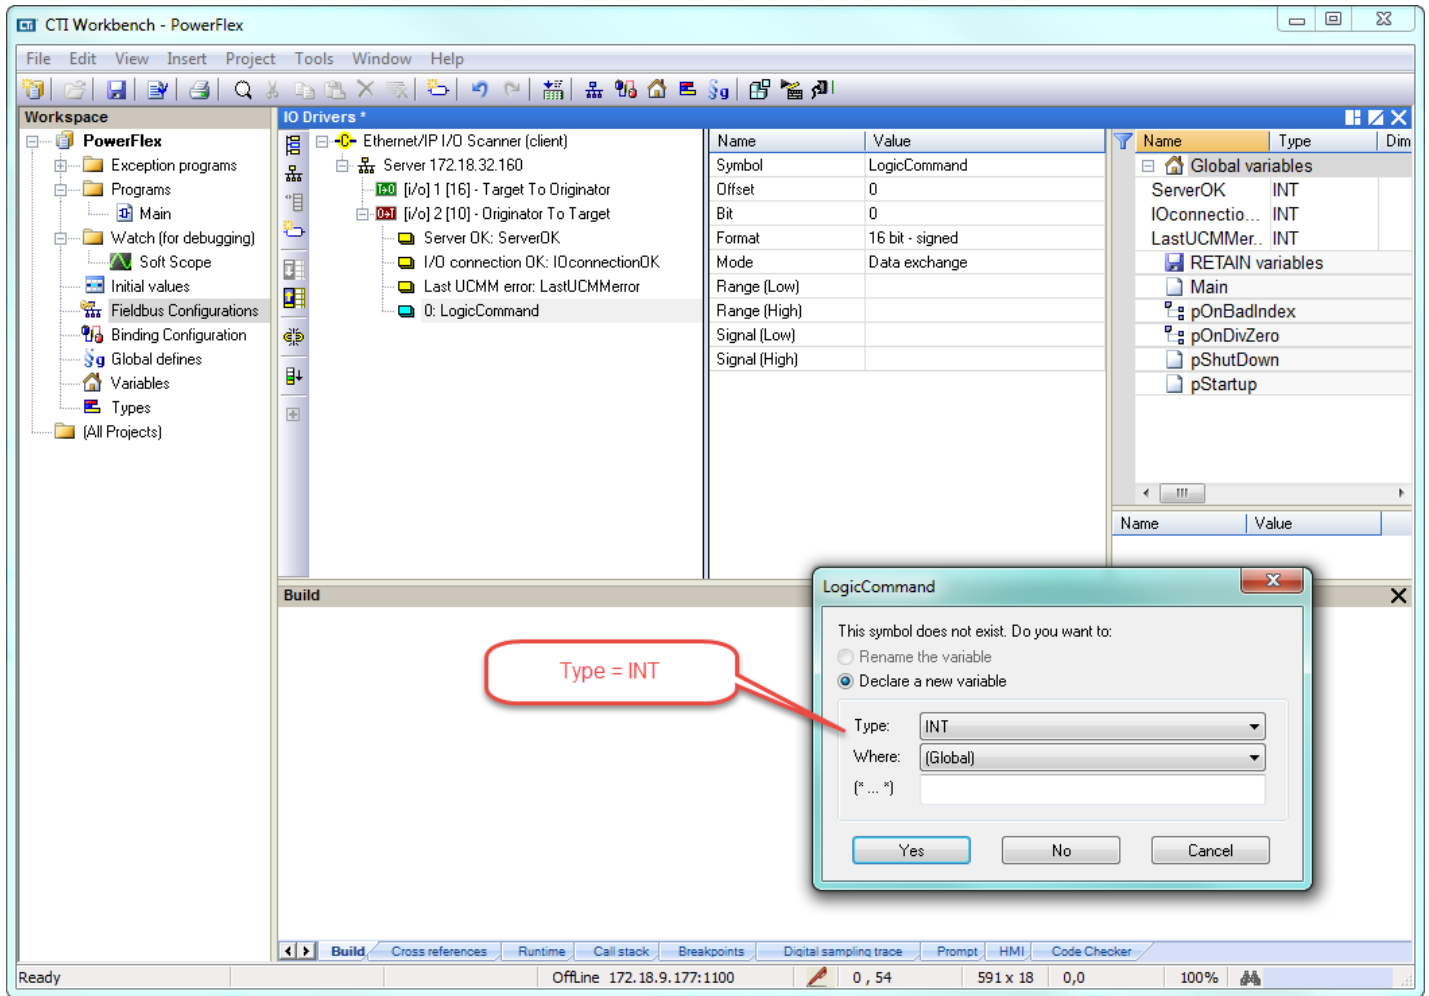 CTI CTI Workbench - PowerFlex
File Edit View Insert Project Tools Window Help
Workspace
PowerFlex
Exception programs
Programs
Main
Watch (for debugging)
Soft Scope
Initial values
Fieldbus Configurations
Binding Configuration
Global defines
Variables
Types
(All Projects)
IO Drivers *
Ethernet/IP I/O Scanner (client)
Server 172.18.32.160
[i/o] 1 [16] - Target To Originator
[i/o] 2 [10] - Originator To Target
Server OK: ServerOK
I/O connection OK: IOconnectionOK
Last UCMM error: LastUCMMerror
0: LogicCommand
Name Value
Symbol LogicCommand
Offset 0
Bit 0
Format 16 bit - signed
Mode Data exchange
Range (Low)
Range (High)
Signal (Low)
Signal (High)
Name Type Dim
Global variables
ServerOK INT
IOconnectio... INT
LastUCMMer.. INT
RETAIN variables
Main
pOnBadIndex
pOnDivZero
pShutDown
pStartup
Name Value
Build
Type = INT
LogicCommand
This symbol does not exist. Do you want to:
Rename the variable
Declare a new variable
Type: INT
Where: (Global)
(* ... *)
Yes No Cancel
Build Cross references Runtime Call stack Breakpoints Digital sampling trace Prompt HMI Code Checker
Ready OffLine 172.18.9.177:1100 0 , 54 591 x 18 0,0 100%